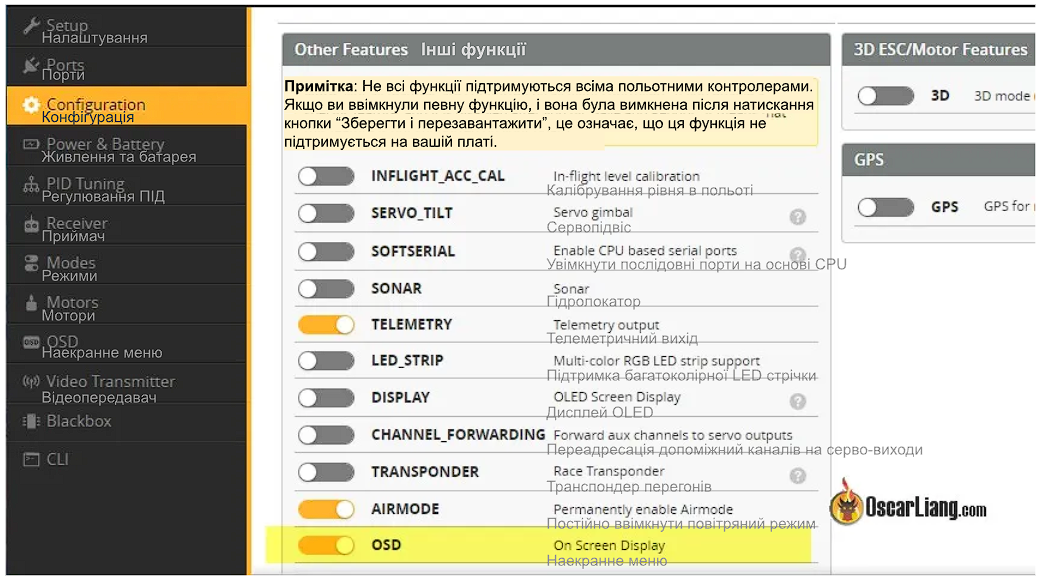 Setup
Налаштування
Ports
Порти
Configuration
Конфігурація
Power & Battery
Живлення та батарея
PID Tuning
Регулювання ПІД
Receiver
Приймач
Modes
Режими
Motors
Мотори
OSD
Наекранне меню
Video Transmitter
Відеопередавач
Blackbox
CLI
Other Features Інші функції
Примітка: Не всі функції підтримуються всіма польотними контролерами.
Якщо ви ввімкнули певну функцію, і вона була вимкнена після натискання
кнопки “Зберегти і перезавантажити”, це означає, що ця функція не
підтримується на вашій платі.
INFLIGHT_ACC_CAL In-flight level calibration
Калібрування рівня в польоті
SERVO_TILT Servo gimbal
Сервопідвіс
SOFTSERIAL Enable CPU based serial ports
Увімкнути послідовні порти на основі CPU
SONAR Sonar
Гідролокатор
TELEMETRY Telemetry output
Телеметричний вихід
LED_STRIP Multi-color RGB LED strip support
Підтримка багатоколірної LED стрічки
DISPLAY OLED Screen Display
Дисплей OLED
CHANNEL_FORWARDING Forward aux channels to servo outputs
Переадресація допоміжний каналів на серво-виходи
TRANSPONDER Race Transponder
Транспондер перегонів
AIRMODE Permanently enable Airmode
Постійно ввімкнути повітряний режим
OSD On Screen Display
Наекранне меню
3D ESC/Motor Features
3D 3D mode
GPS
GPS GPS for
OscarLiang.com